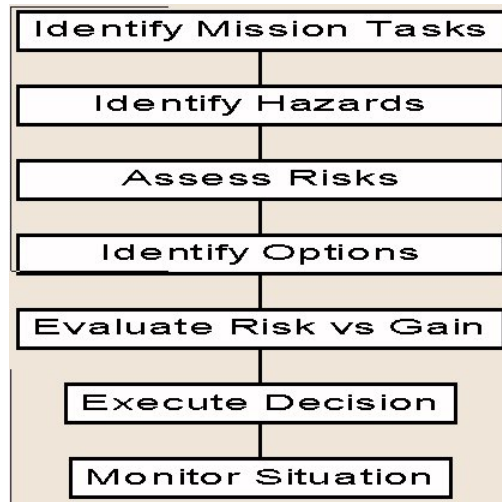 Identify Mission Tasks
Identify Hazards
Assess Risks
Identify Options
Evaluate Risk vs Gain
Execute Decision
Monitor Situation